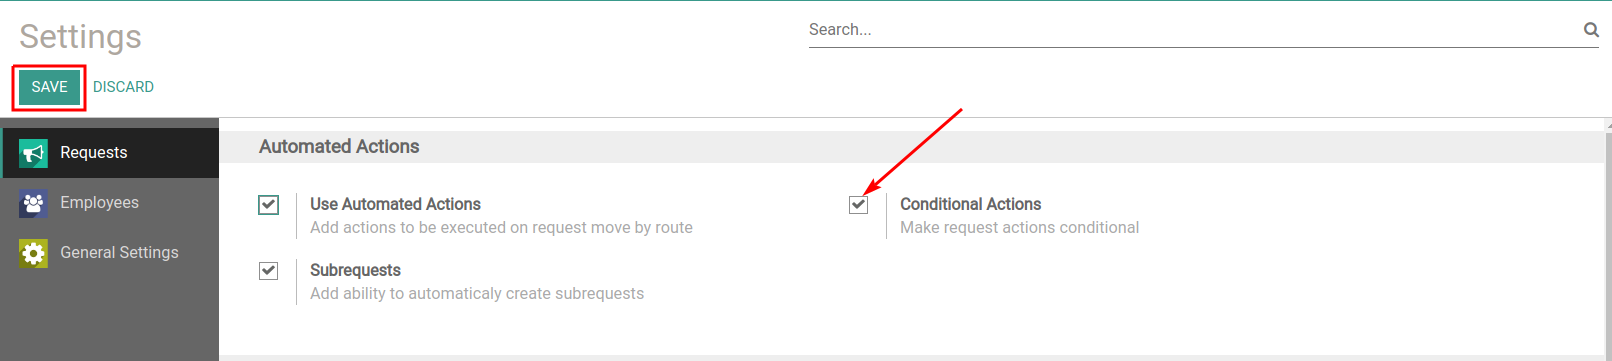 Settings
Search...
SAVE
DISCARD
Requests
Employees
General Settings
Automated Actions
Use Automated Actions
Add actions to be executed on request move by route
Conditional Actions
Make request actions conditional
Subrequests
Add ability to automaticaly create subrequests